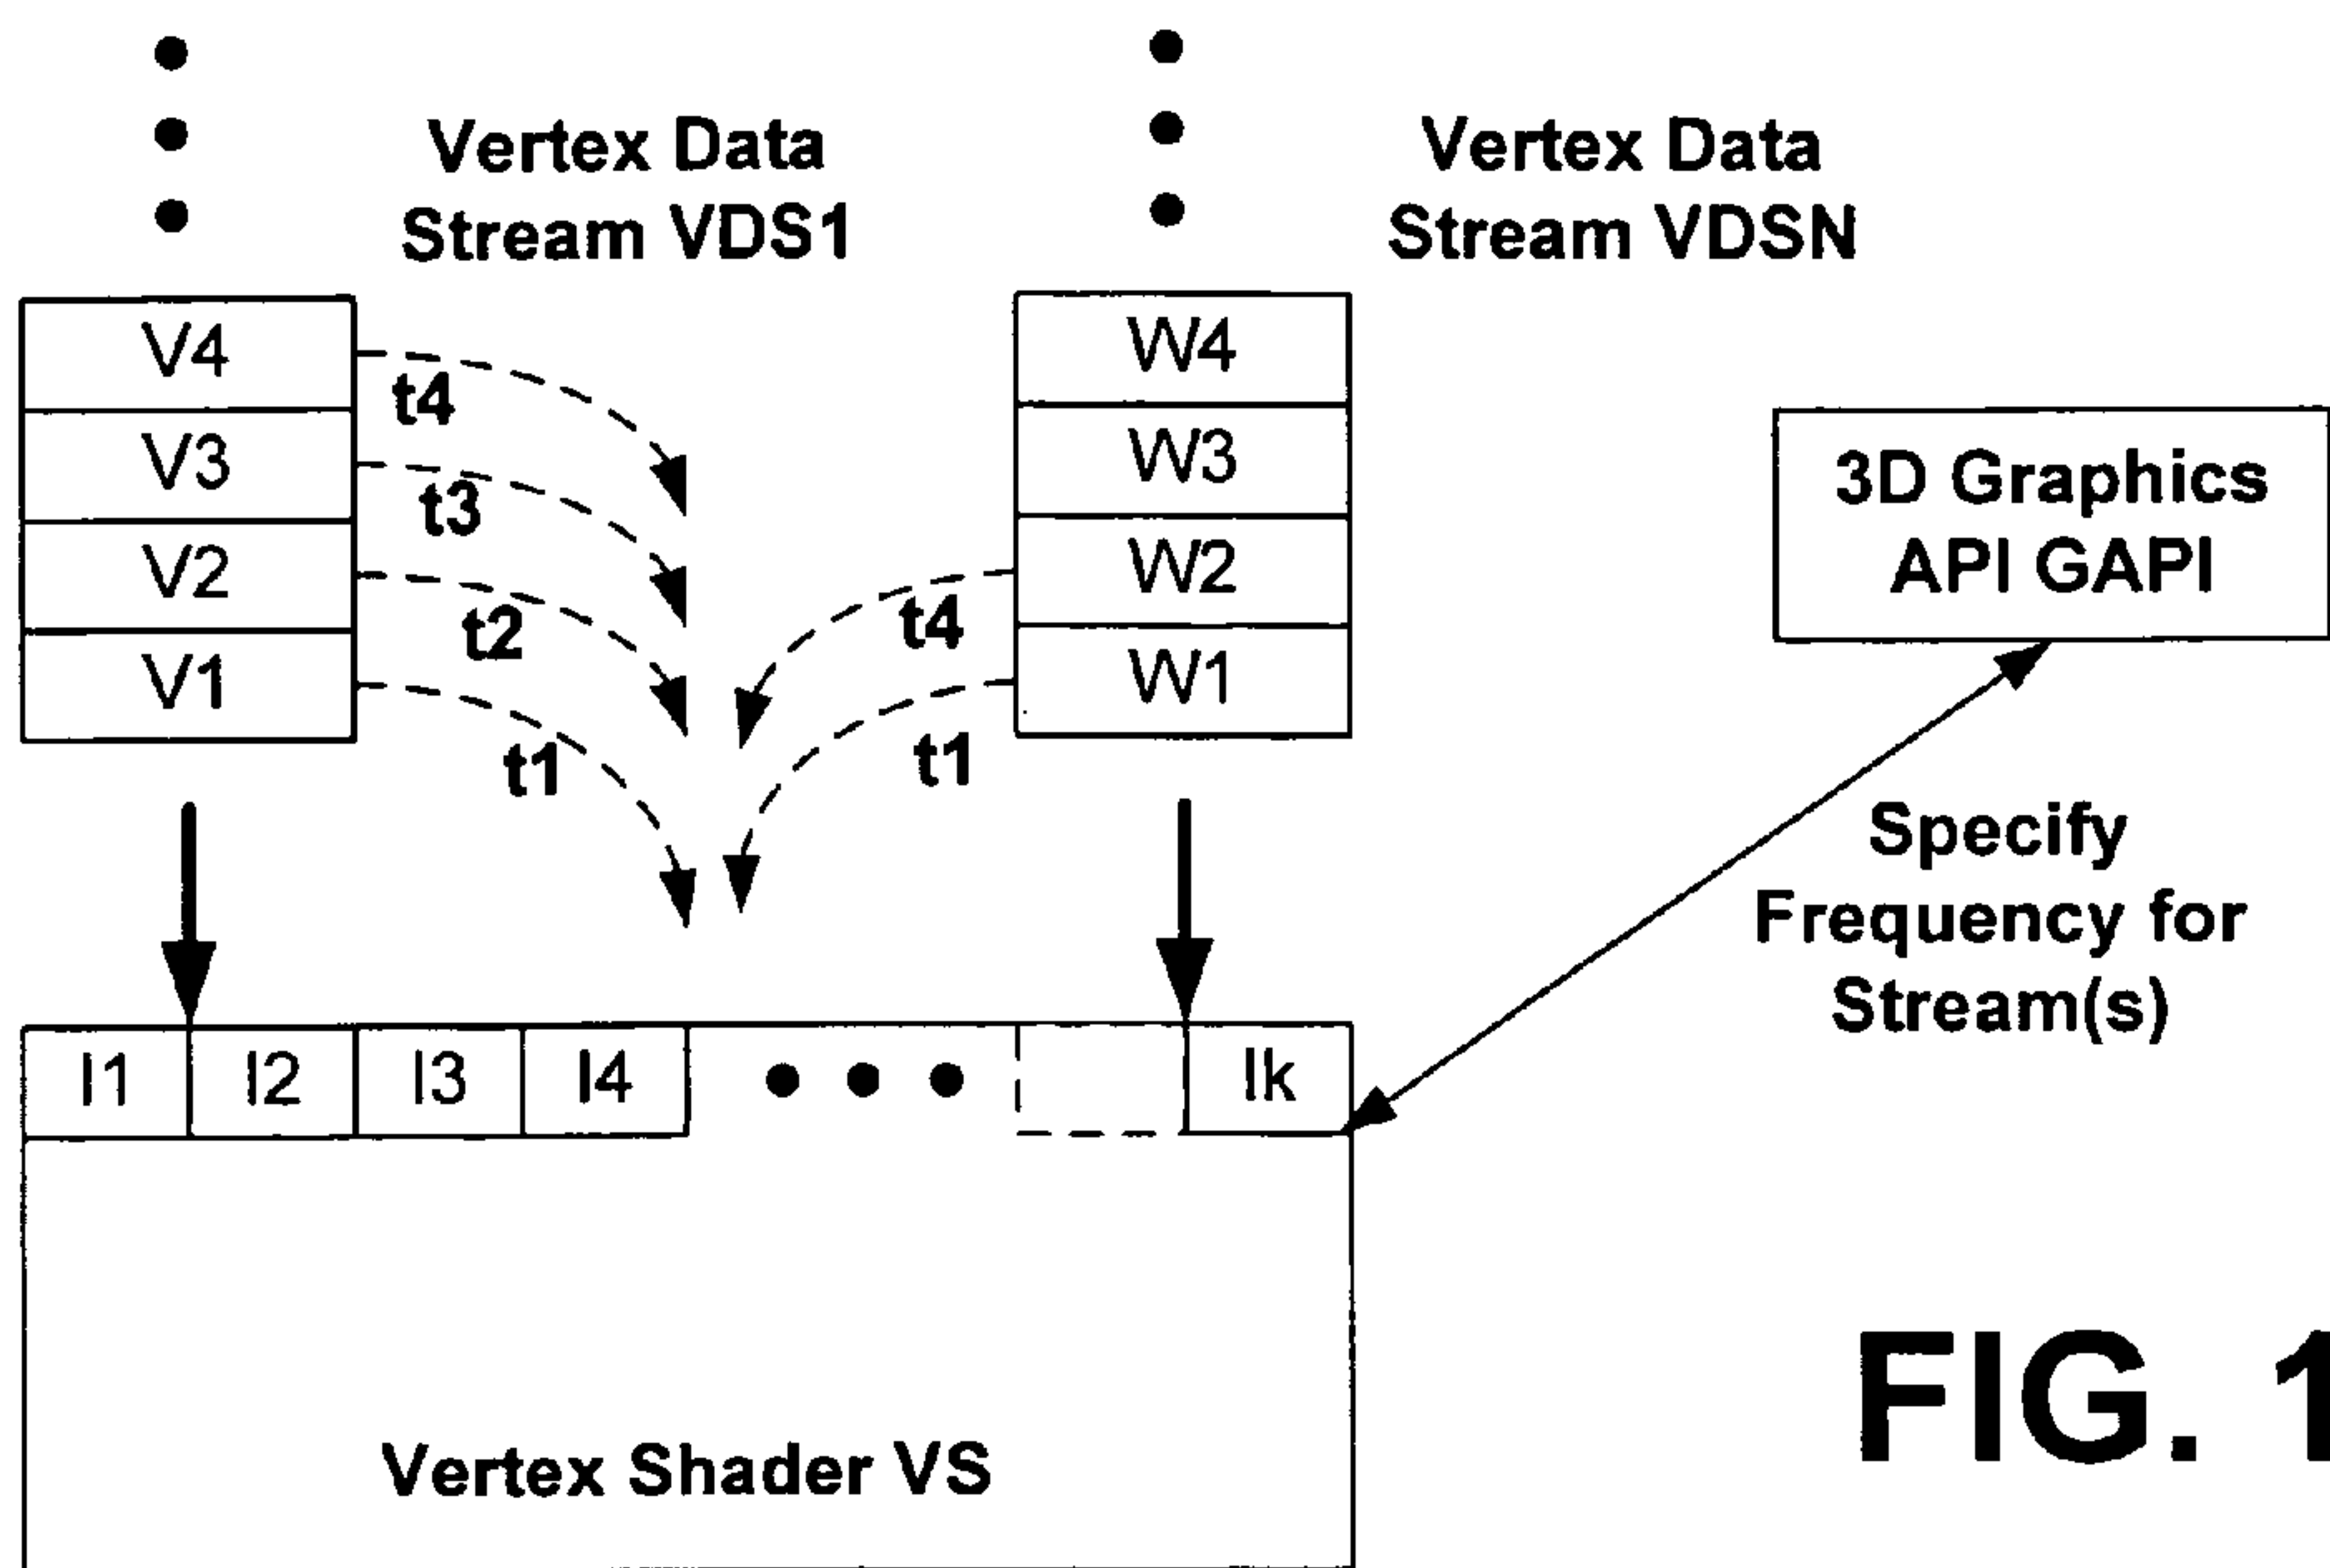 Vertex Data
Stream VDS1
Vertex Data
Stream VDSN
V4
V3
V2
V1
t4
t3
t2
t1
W4
W3
W2
W1
t4
t1
3D Graphics
API GAPI
Specify
Frequency for
Stream(s)
I1 I2 I3 I4 Ik
Vertex Shader VS
FIG. 1